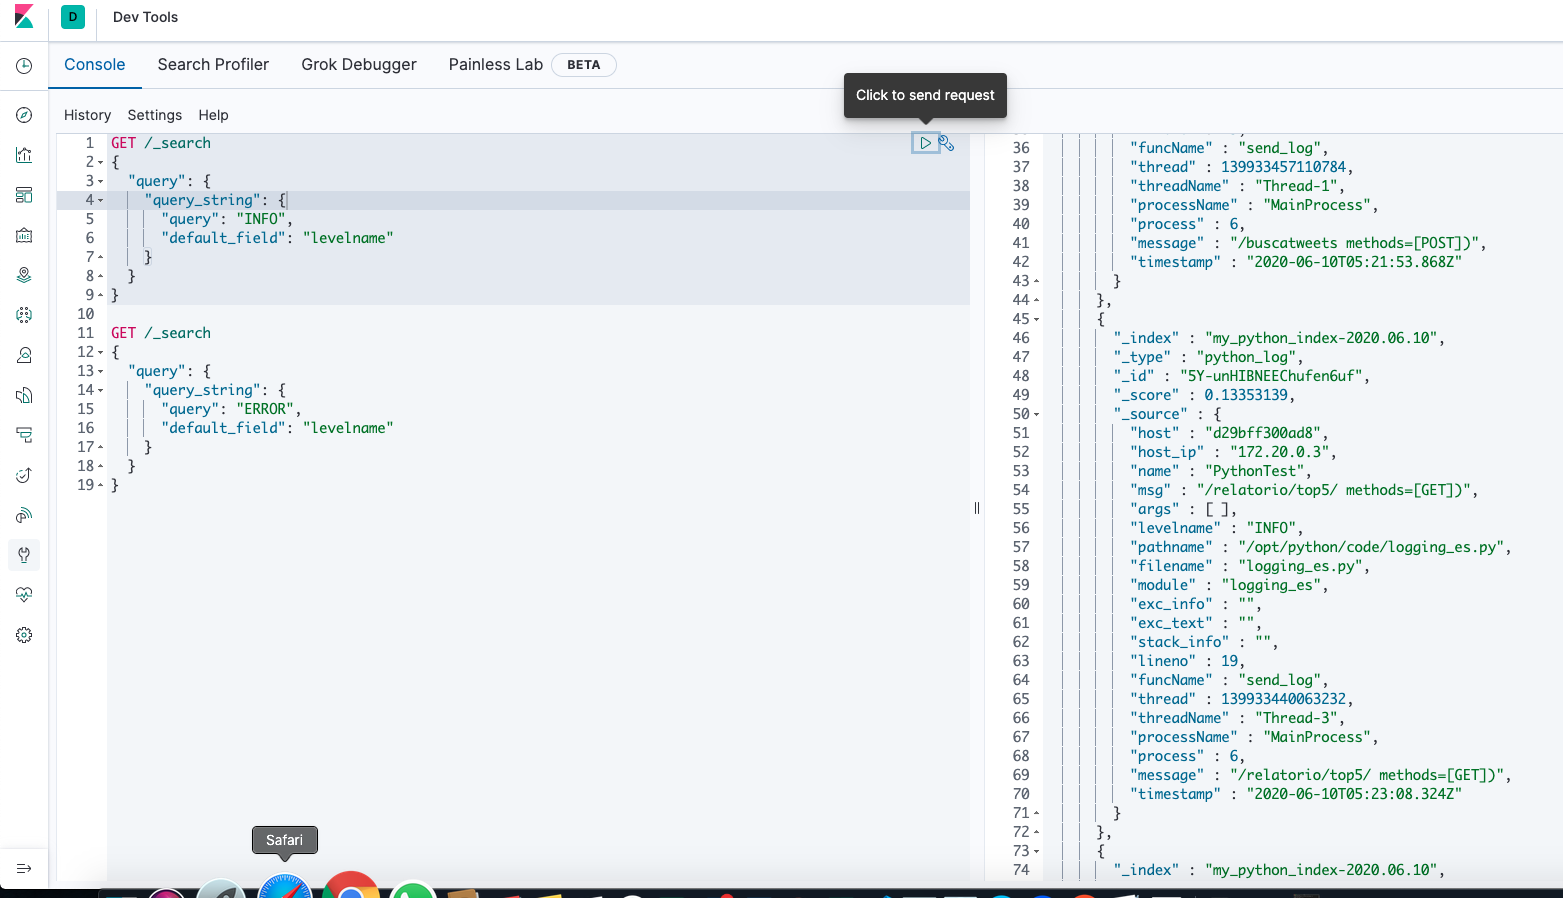 D Dev Tools
Console Search Profiler Grok Debugger Painless Lab BETA
Click to send request
History Settings Help
1 GET /_search
2 {
3 "query": {
4 "query_string": {
5 "query": "INFO",
6 "default_field": "levelname"
7 }
8 }
9 }
10
11 GET /_search
12 {
13 "query": {
14 "query_string": {
15 "query": "ERROR",
16 "default_field": "levelname"
17 }
18 }
19 }
36 "funcName" : "send_log",
37 "thread" : 139933457110784,
38 "threadName" : "Thread-1",
39 "processName" : "MainProcess",
40 "process" : 6,
41 "message" : "/buscatweets methods=[POST])",
42 "timestamp" : "2020-06-10T05:21:53.868Z"
43 }
44 },
45 {
46 "_index" : "my_python_index-2020.06.10",
47 "_type" : "python_log",
48 "_id" : "5Y-unHIBNEEChufen6uf",
49 "_score" : 0.13353139,
50 "_source" : {
51 "host" : "d29bff300ad8",
52 "host_ip" : "172.20.0.3",
53 "name" : "PythonTest",
54 "msg" : "/relatorio/top5/ methods=[GET])",
55 "args" : [ ],
56 "levelname" : "INFO",
57 "pathname" : "/opt/python/code/logging_es.py",
58 "filename" : "logging_es.py",
59 "module" : "logging_es",
60 "exc_info" : "",
61 "exc_text" : "",
62 "stack_info" : "",
63 "lineno" : 19,
64 "funcName" : "send_log",
65 "thread" : 139933440063232,
66 "threadName" : "Thread-3",
67 "processName" : "MainProcess",
68 "process" : 6,
69 "message" : "/relatorio/top5/ methods=[GET])",
70 "timestamp" : "2020-06-10T05:23:08.324Z"
71 }
72 },
73 {
74 "_index" : "my_python_index-2020.06.10",
Safari